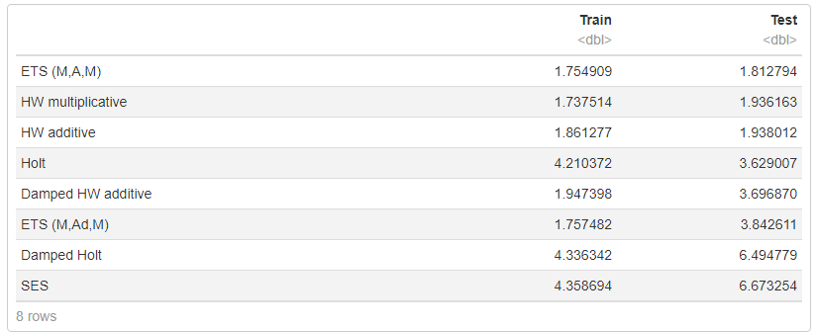 Train Test
<dbl> <dbl>
ETS (M,A,M) 1.754909 1.812794
HW multiplicative 1.737514 1.936163
HW additive 1.861277 1.938012
Holt 4.210372 3.629007
Damped HW additive 1.947398 3.696870
ETS (M,Ad,M) 1.757482 3.842611
Damped Holt 4.336342 6.494779
SES 4.358694 6.673254
8 rows